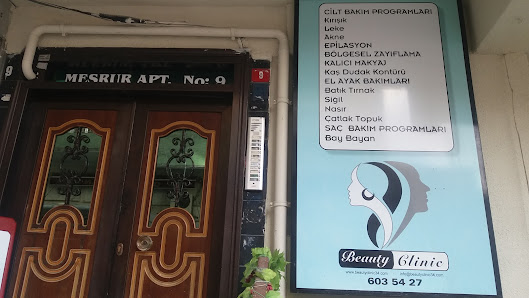 MESRUR APT. No: 9
9
9
CİLT BAKIM PROGRAMLARI
Kırışık
Leke
Akne
EPİLASYON
BÖLGESEL ZAYIFLAMA
KALICI MAKYAJ
Kaş Dudak Kontürü
EL AYAK BAKIMLARI
Batık Tırnak
Siğil
Nasır
Çatlak Topuk
SAÇ BAKIM PROGRAMLARI
Bay Bayan
Beauty Clinic
603 54 27